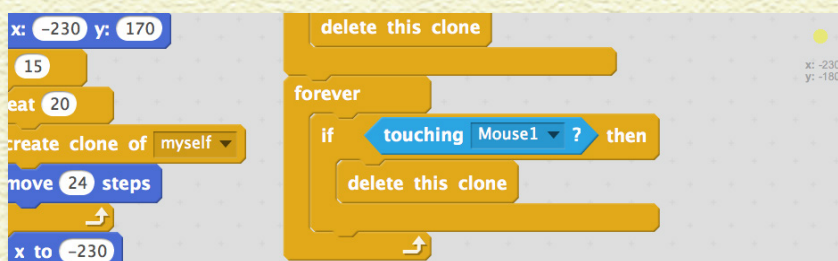 x: -230 y: 170
15
eat 20
create clone of myself
move 24 steps
x to -230
delete this clone
forever
if touching Mouse1 ? then
delete this clone
x: -230
y: -180